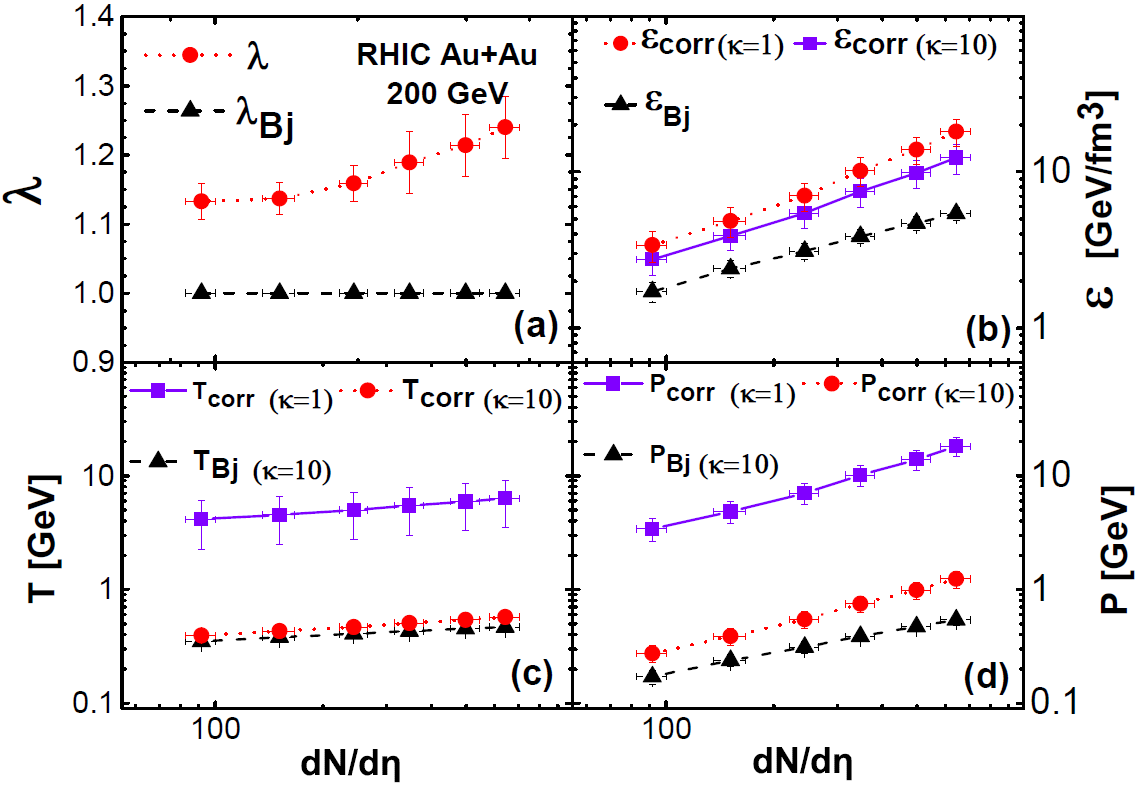 1.4
1.3
1.2
1.1
1.0
0.9
λ
λ
λBj
RHIC Au+Au
200 GeV
(a)
εcorr (κ=1) εcorr (κ=10)
εBj
(b)
10
1
ε [GeV/fm3)
Tcorr (κ=1) Tcorr (κ=10)
TBj (κ=10)
(c)
10
1
0.1
T [GeV]
100
dN/dη
Pcorr (κ=1) Pcorr (κ=10)
PBj (κ=10)
(d)
10
1
0.1
P [GeV)
100
dN/dη